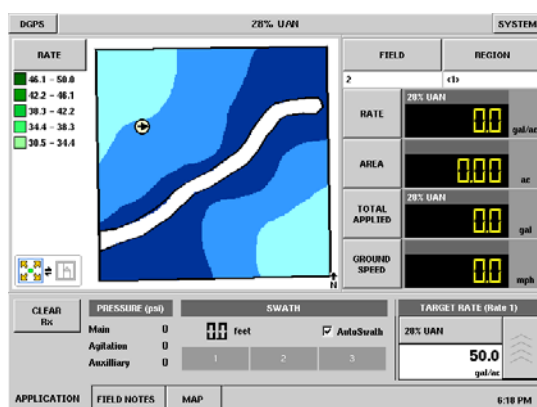 DGPS
28% UAN
SYSTEM
RATE
46.1 - 50.0
42.2 - 46.1
38.3 - 42.2
34.4 - 38.3
30.5 - 34.4
N
FIELD
REGION
2
<1>
RATE
28% UAN
0.0
gal/ac
AREA
0.00
ac
TOTAL APPLIED
28% UAN
0.0
gal
GROUND SPEED
0.0
mph
CLEAR Rx
PRESSURE (psi)
Main 0
Agitation 0
Auxilliary 0
SWATH
0.0 feet
AutoSwath
1 2 3
TARGET RATE (Rate 1)
28% UAN
50.0
gal/ac
APPLICATION
FIELD NOTES
MAP
6:18 PM